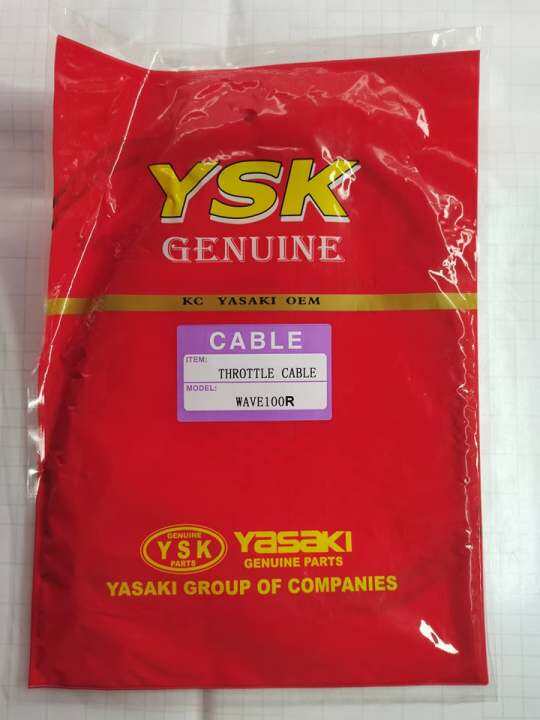 YSK
GENUINE
KC YASAKI OEM
CABLE
ITEM:
THROTTLE CABLE
MODEL:
WAVE100R
GENUINE
YSK
PARTS
Yasaki
GENUINE PARTS
YASAKI GROUP OF COMPANIES